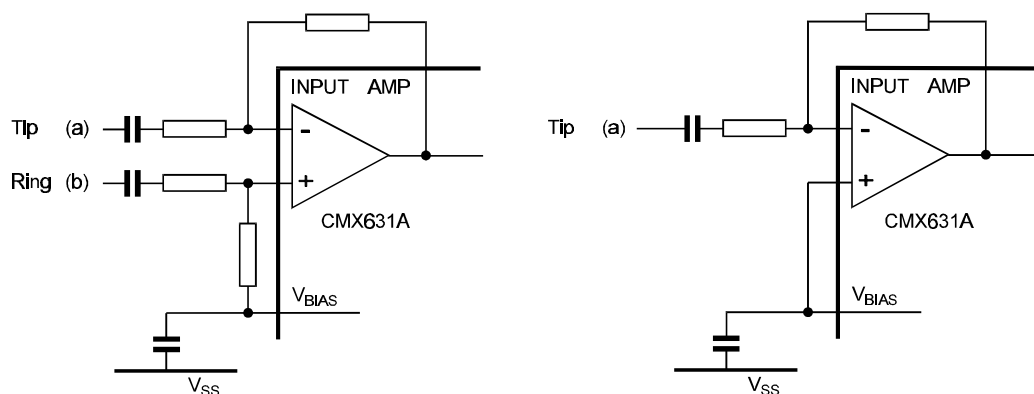 INPUT AMP
Tip (a)
-
Ring (b)
+
CMX631A
VBIAS
VSS
INPUT AMP
Tip (a)
-
+
CMX631A
VBIAS
VSS